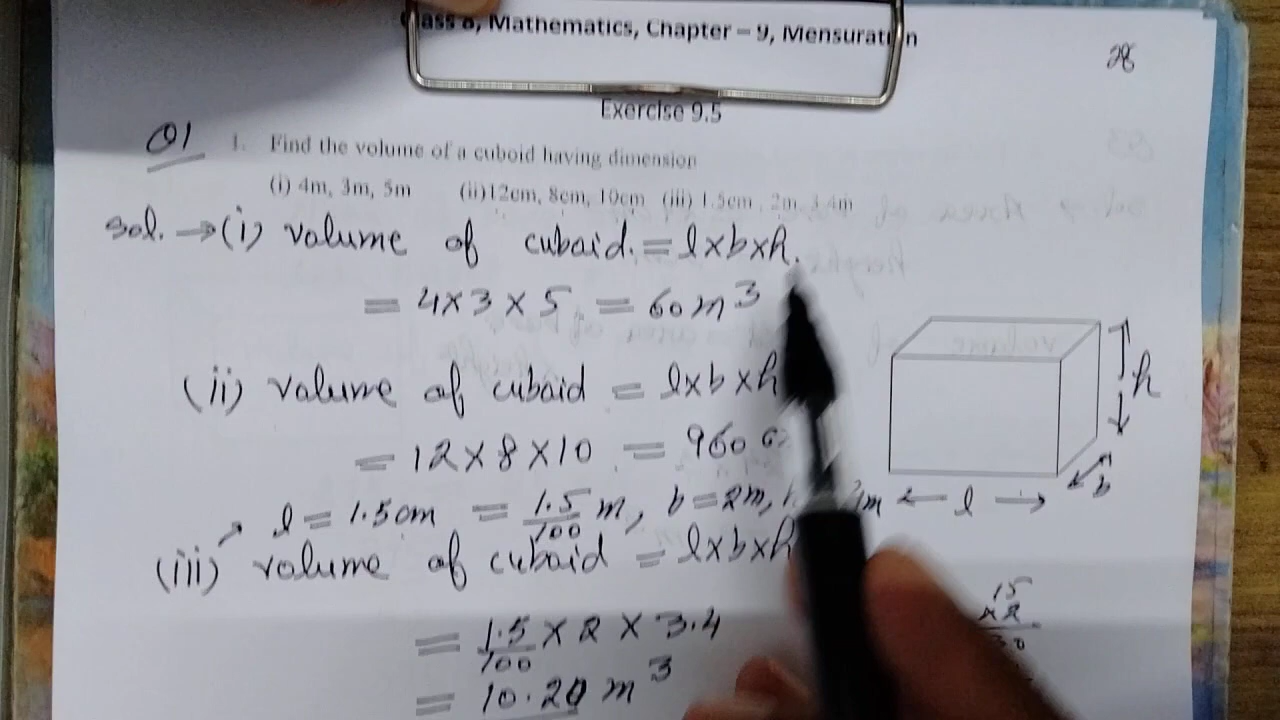 Class 8, Mathematics, Chapter – 9, Mensuration
28
Exercise 9.5
Q1 1. Find the volume of a cuboid having dimension
(i) 4m, 3m, 5m (ii)12cm, 8cm, 10cm (iii) 1.5cm , 2m, 3.4m
Sol. → (i) volume of cuboid. = l×b×h.
= 4×3×5 = 60m³
(ii) volume of cuboid = l×b×h
= 12×8×10 = 960
l = 1.5cm = 1.5/100 m, b=2m,
(iii) volume of cuboid = l×b×h
= 1.5/100 × 2 × 3.4
= 10.20 m³
h
b
l
15
×2